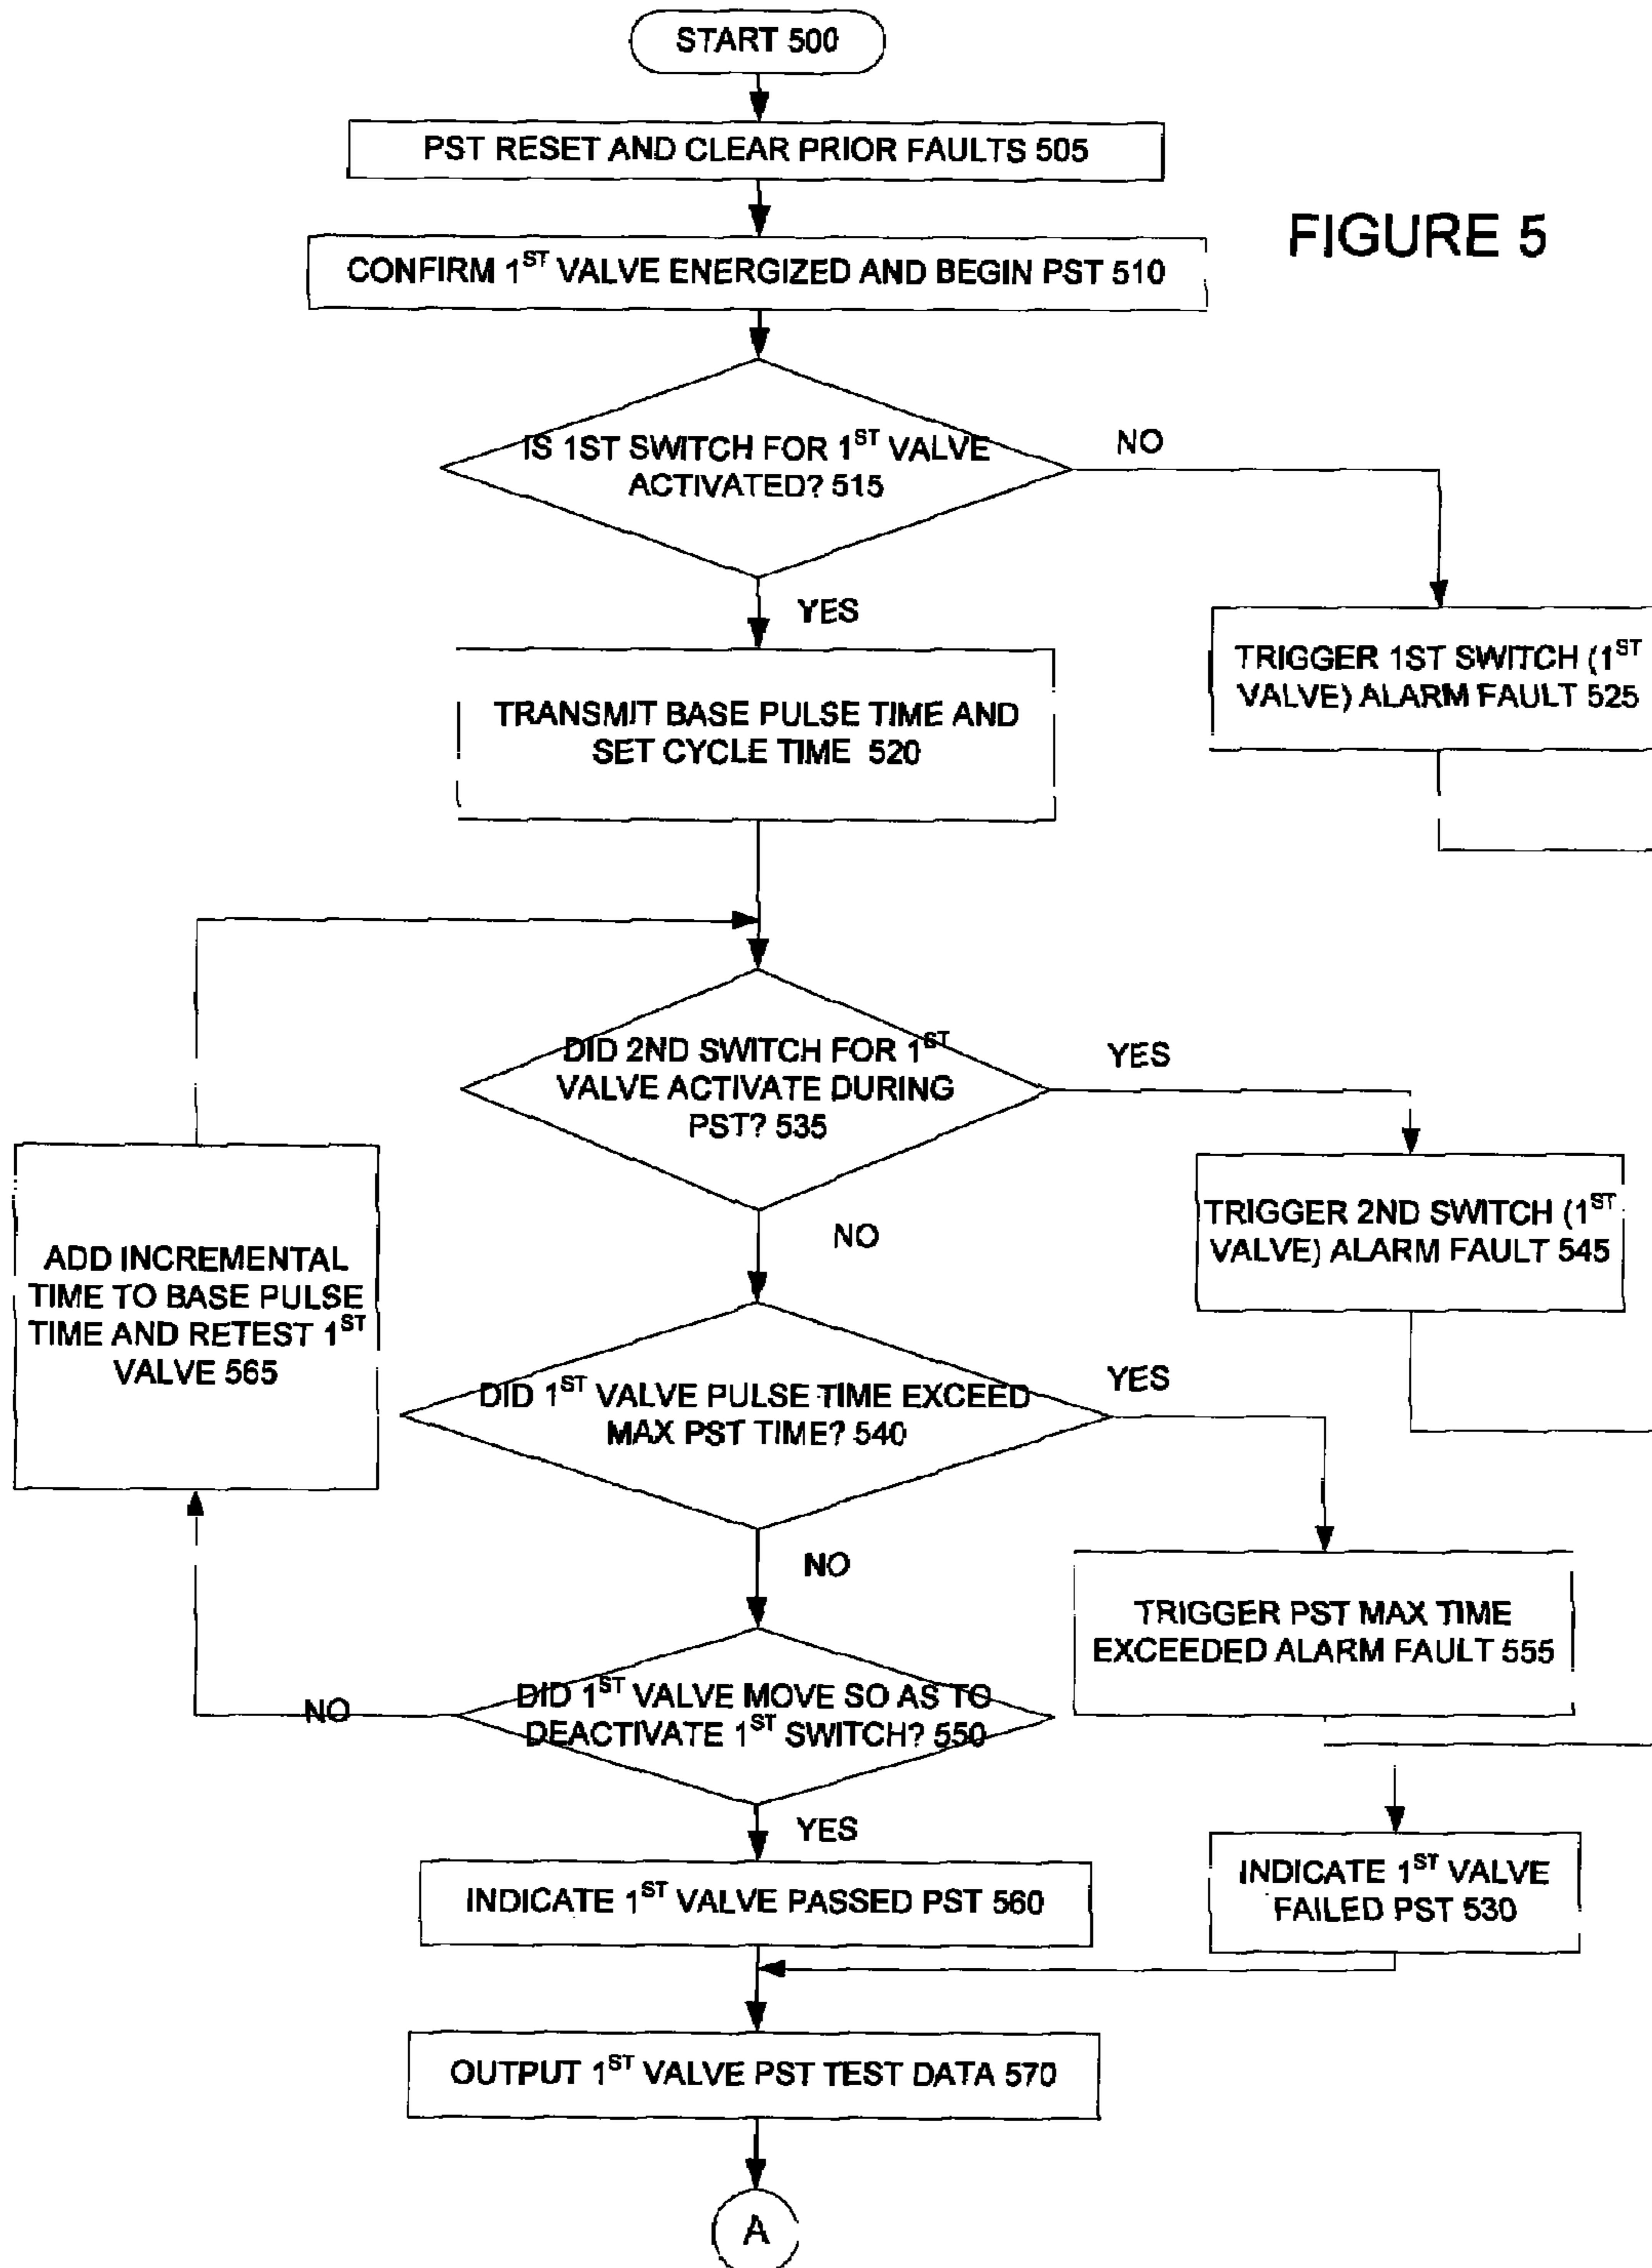 START 500
PST RESET AND CLEAR PRIOR FAULTS 505
FIGURE 5
CONFIRM 1ST VALVE ENERGIZED AND BEGIN PST 510
IS 1ST SWITCH FOR 1ST VALVE
ACTIVATED? 515
NO
YES
TRIGGER 1ST SWITCH (1ST
VALVE) ALARM FAULT 525
TRANSMIT BASE PULSE TIME AND
SET CYCLE TIME 520
DID 2ND SWITCH FOR 1ST
VALVE ACTIVATE DURING
PST? 535
YES
NO
TRIGGER 2ND SWITCH (1ST
VALVE) ALARM FAULT 545
ADD INCREMENTAL
TIME TO BASE PULSE
TIME AND RETEST 1ST
VALVE 565
DID 1ST VALVE PULSE TIME EXCEED
MAX PST TIME? 540
YES
NO
TRIGGER PST MAX TIME
EXCEEDED ALARM FAULT 555
DID 1ST VALVE MOVE SO AS TO
DEACTIVATE 1ST SWITCH? 550
NO
YES
INDICATE 1ST VALVE PASSED PST 560
INDICATE 1ST VALVE
FAILED PST 530
OUTPUT 1ST VALVE PST TEST DATA 570
A